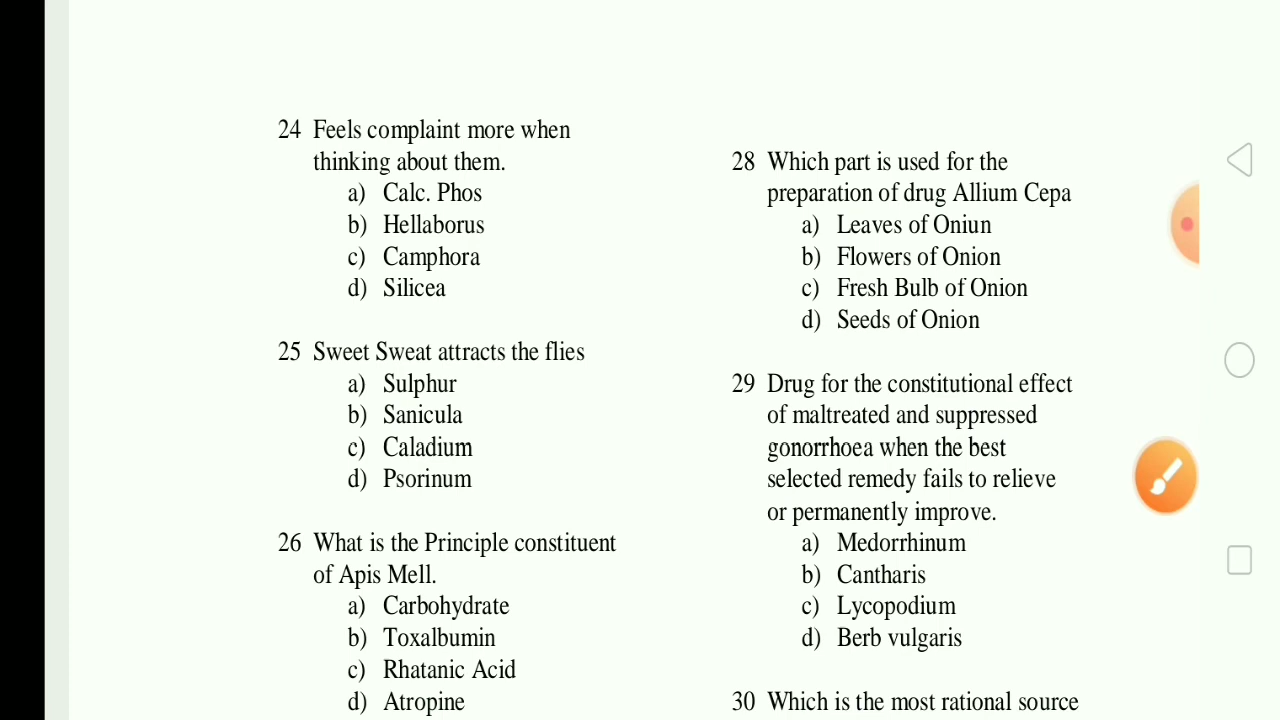 24 Feels complaint more when
thinking about them.
a) Calc. Phos
b) Hellaborus
c) Camphora
d) Silicea
25 Sweet Sweat attracts the flies
a) Sulphur
b) Sanicula
c) Caladium
d) Psorinum
26 What is the Principle constituent
of Apis Mell.
a) Carbohydrate
b) Toxalbumin
c) Rhatanic Acid
d) Atropine
28 Which part is used for the
preparation of drug Allium Cepa
a) Leaves of Oniun
b) Flowers of Onion
c) Fresh Bulb of Onion
d) Seeds of Onion
29 Drug for the constitutional effect
of maltreated and suppressed
gonorrhoea when the best
selected remedy fails to relieve
or permanently improve.
a) Medorrhinum
b) Cantharis
c) Lycopodium
d) Berb vulgaris
30 Which is the most rational source